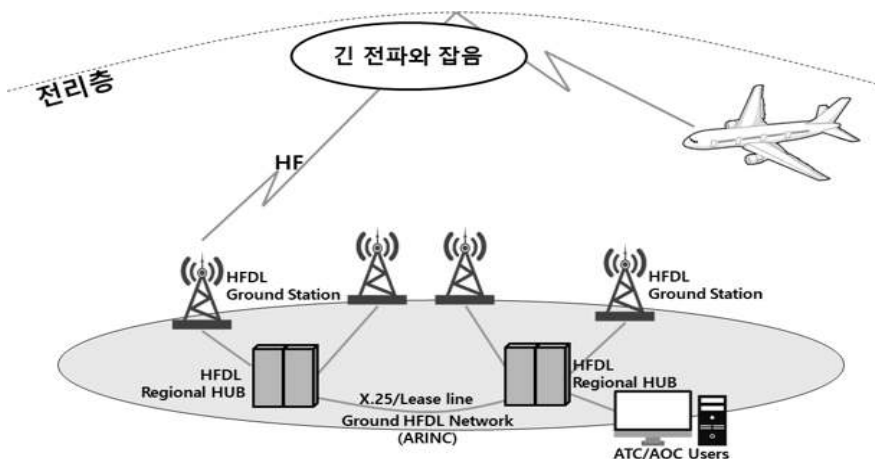 긴 전파와 잡음
전리층
HF
HFDL
Ground Station
HFDL
Ground Station
HFDL
Regional HUB
HFDL
Regional HUB
X.25/Lease line
Ground HFDL Network
(ARINC)
ATC/AOC Users